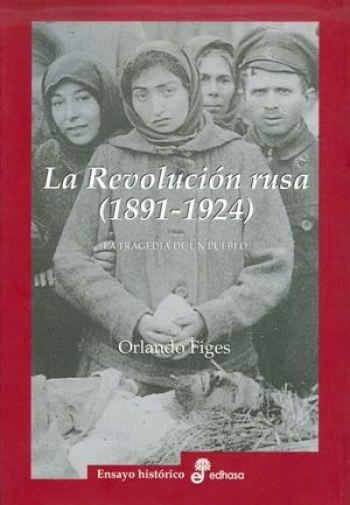 La Revolución rusa
(1891-1924)
LA TRAGEDIA DE UN PUEBLO
Orlando Figes
Ensayo histórico
edhasa